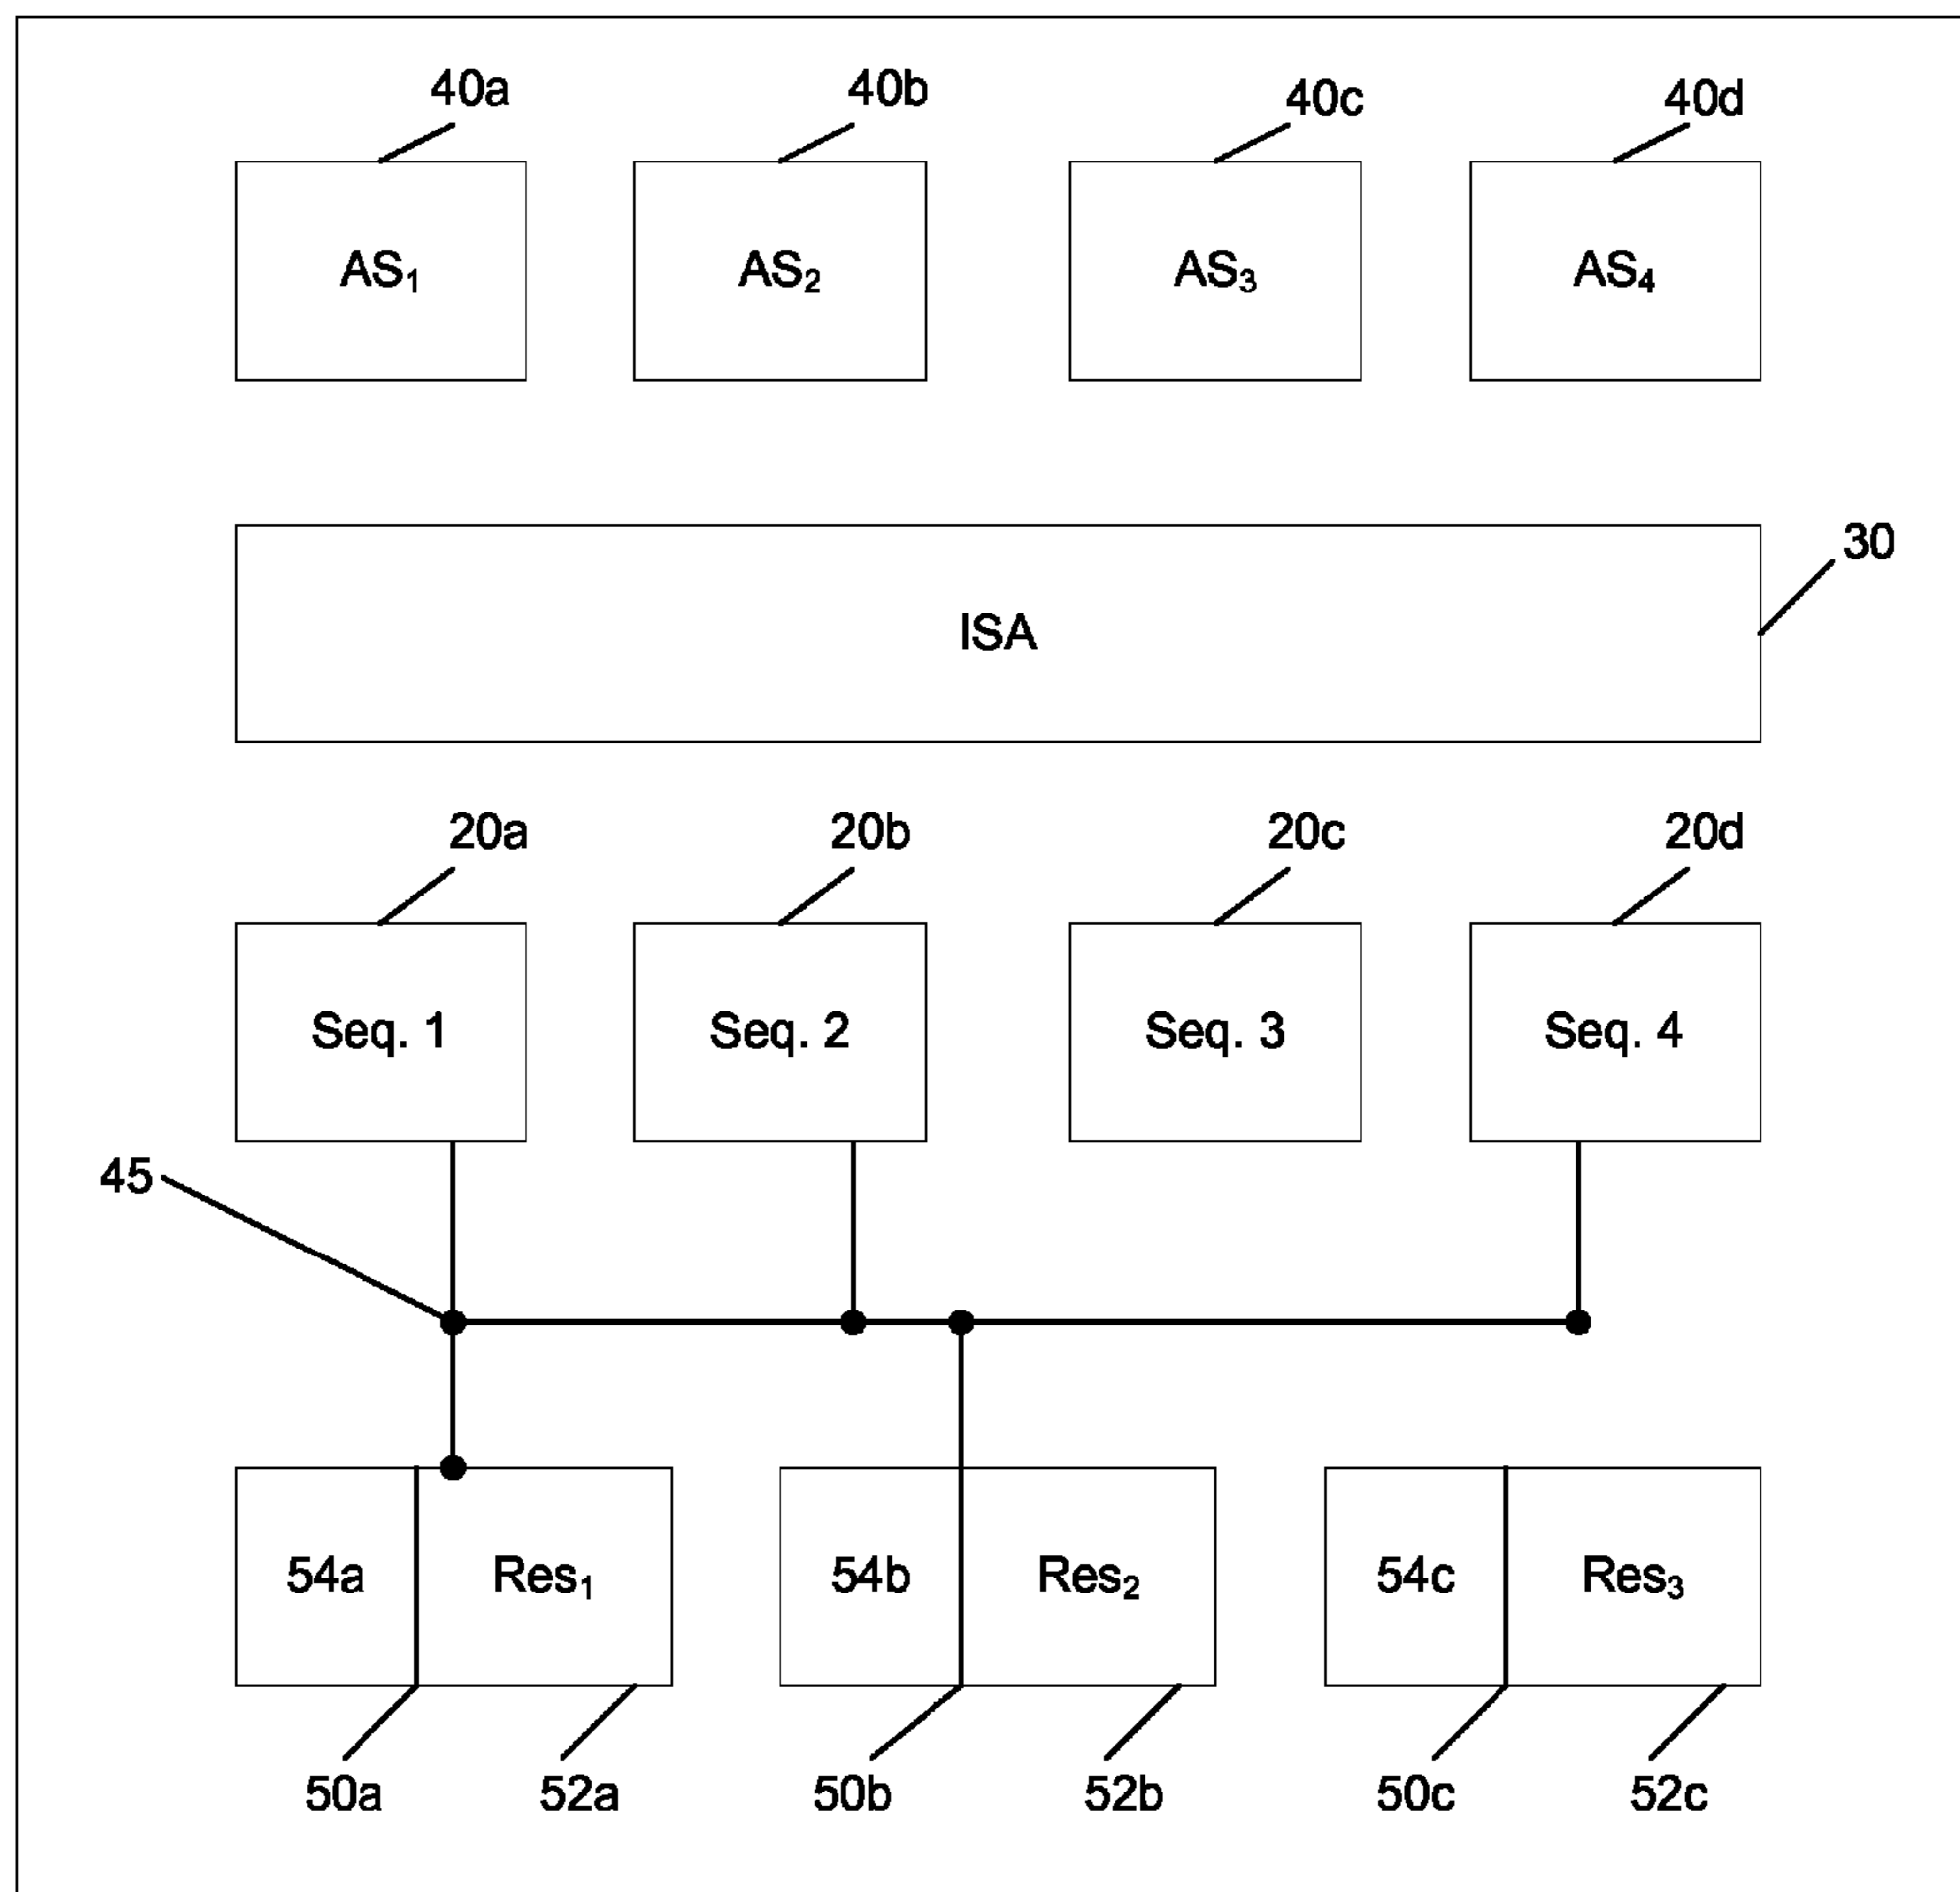 40a 40b 40c 40d
AS₁ AS₂ AS₃ AS₄
30
ISA
20a 20b 20c 20d
Seq. 1 Seq. 2 Seq. 3 Seq. 4
45
54a Res₁ 54b Res₂ 54c Res₃
50a 52a 50b 52b 50c 52c